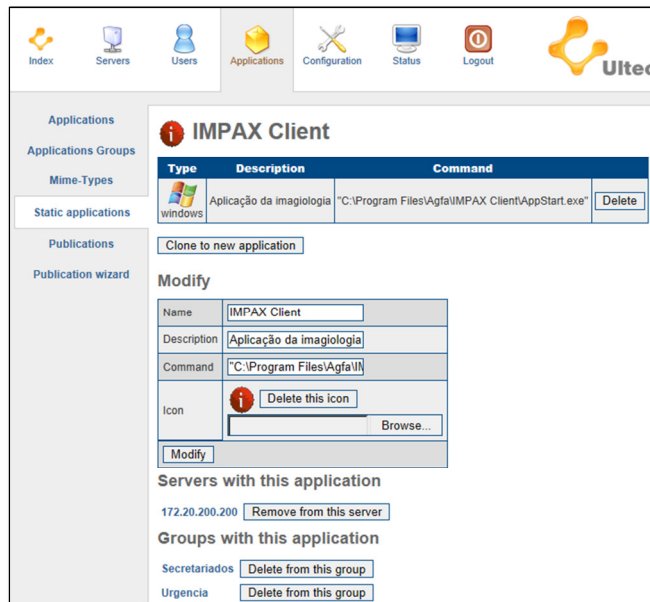 Index Servers Users Applications Configuration Status Logout
Ultec
Applications
Applications Groups
Mime-Types
Static applications
Publications
Publication wizard
IMPAX Client
Type Description Command
windows Aplicação da imagiologia "C:\Program Files\Agfa\IMPAX Client\AppStart.exe" Delete
Clone to new application
Modify
Name IMPAX Client
Description Aplicação da imagiologia
Command "C:\Program Files\Agfa\IM
Icon Delete this icon
Browse...
Modify
Servers with this application
172.20.200.200 Remove from this server
Groups with this application
Secretariados Delete from this group
Urgencia Delete from this group